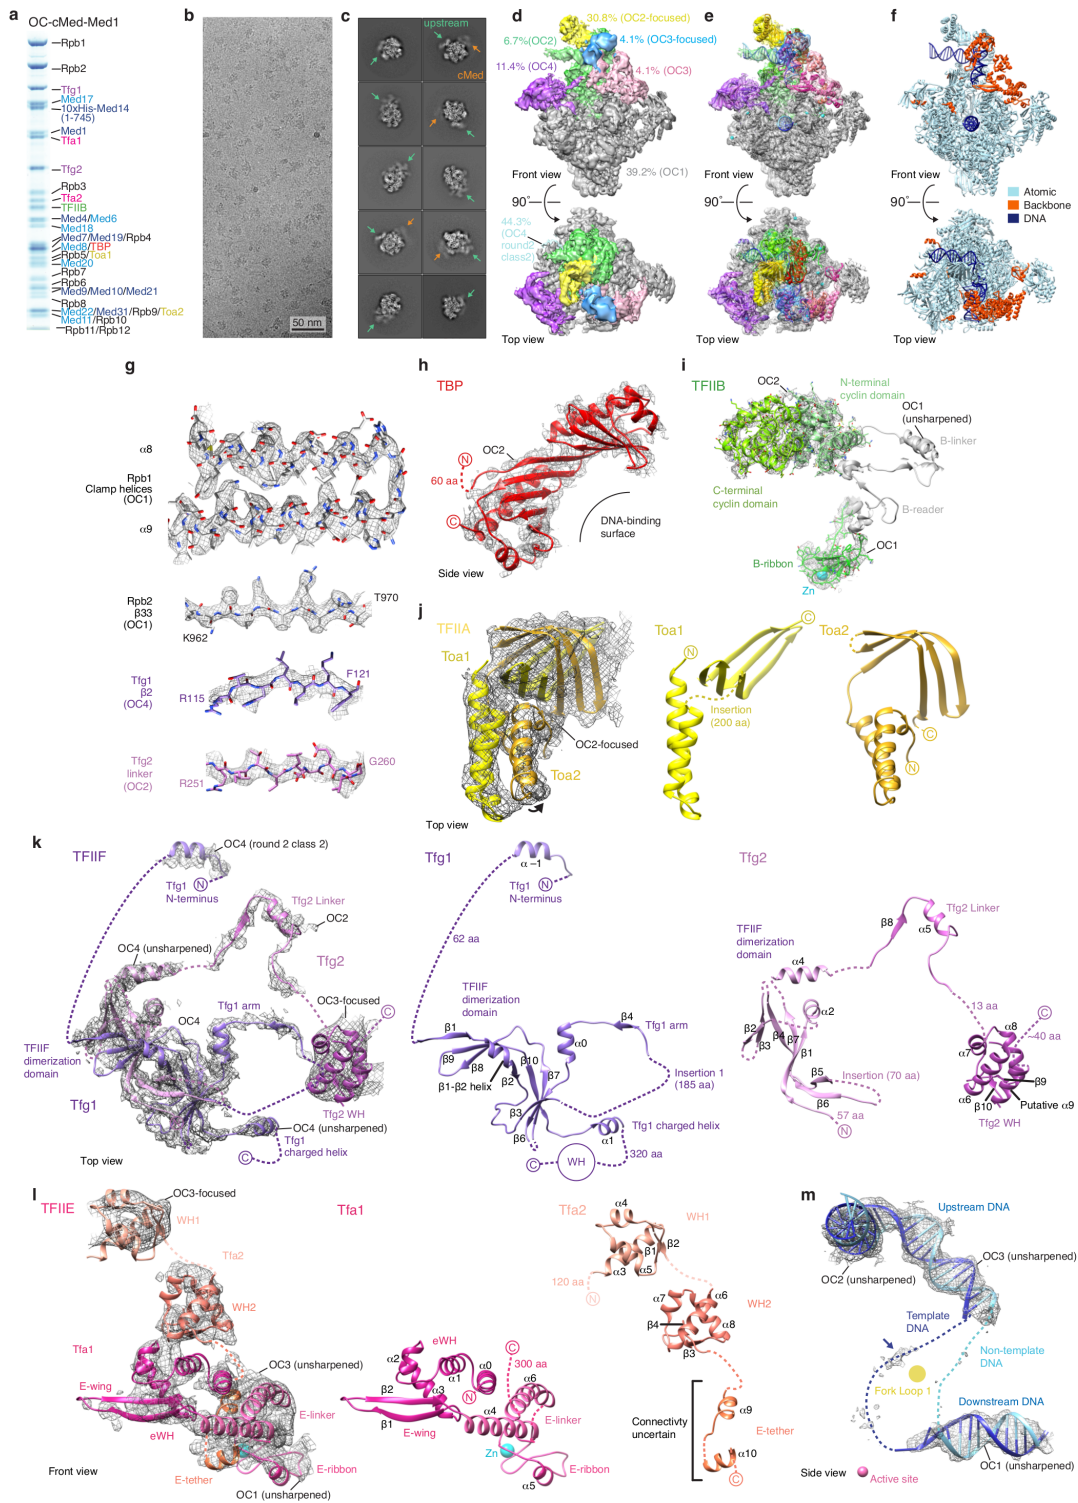 a
OC-cMed-Med1
Rpb1
Rpb2
Tfg1
Med17
10xHis-Med14
(1-745)
Med1
Tfa1
Tfg2
Rpb3
Tfa2
TFIIB
Med4/Med6
Med18
Med7/Med19/Rpb4
Med8/TBP
Rpb5/Toa1
Med20
Rpb7
Rpb6
Med9/Med10/Med21
Rpb8
Med22/Med31/Rpb9/Toa2
Med11/Rpb10
Rpb11/Rpb12
b
50 nm
c
upstream
cMed
d
30.8% (OC2-focused)
6.7%(OC2)
4.1% (OC3-focused)
11.4% (OC4)
4.1% (OC3)
39.2% (OC1)
Front view
90°
44.3%
(OC4
round2
class2)
Top view
e
Front view
90°
Top view
f
Front view
90°
Atomic
Backbone
DNA
Top view
g
α8
Rpb1
Clamp helices
(OC1)
α9
Rpb2
β33
(OC1)
T970
K962
Tfg1
β2
(OC4)
F121
R115
Tfg2
linker
(OC2)
G260
R251
h
TBP
OC2
N
60 aa
C
DNA-binding
surface
Side view
i
TFIIB
OC2
N-terminal
cyclin domain
OC1
(unsharpened)
B-linker
C-terminal
cyclin domain
B-reader
OC1
B-ribbon
Zn
j
TFIIA
Toa1
OC2-focused
Toa2
Top view
Toa1
C
N
Insertion
(200 aa)
Toa2
C
N
k
TFIIF
OC4 (round 2 class 2)
Tfg1
N
N-terminus
Tfg2 Linker
OC2
OC4 (unsharpened)
Tfg2
OC3-focused
C
OC4
Tfg1 arm
TFIIF
dimerization
domain
Tfg1
Tfg2 WH
OC4 (unsharpened)
Tfg1
charged helix
C
Top view
Tfg1
α −1
Tfg1
N
N-terminus
62 aa
TFIIF
dimerization
domain
β1
β9
β8
β1-β2 helix
β2
β10
β7
α0
β4
Tfg1 arm
Insertion 1
(185 aa)
β3
β6
α1
Tfg1 charged helix
C
WH
320 aa
Tfg2
Tfg2 Linker
β8
α5
TFIIF
dimerization
domain
α4
α2
β2
β3
β4
β7
β1
13 aa
C
~40 aa
α8
α7
β5
Insertion (70 aa)
β6
57 aa
N
α6
β10
β9
Putative α9
Tfg2 WH
l
TFIIE
OC3-focused
WH1
Tfa2
WH2
Tfa1
OC3 (unsharpened)
E-wing
eWH
E-linker
E-ribbon
E-tether
OC1 (unsharpened)
Front view
Tfa1
eWH
α2
α1
α0
N
C
300 aa
α6
β2
α3
α4
β1
E-wing
E-linker
Zn
E-ribbon
α5
Tfa2
α4
WH1
β1
β2
α3
α5
120 aa
N
α7
α6
WH2
β4
α8
β3
Connectivty
uncertain
α9
E-tether
α10
C
m
Upstream DNA
OC3 (unsharpened)
OC2 (unsharpened)
Template
DNA
Non-template
DNA
Fork Loop 1
Downstream DNA
OC1 (unsharpened)
Side view
Active site